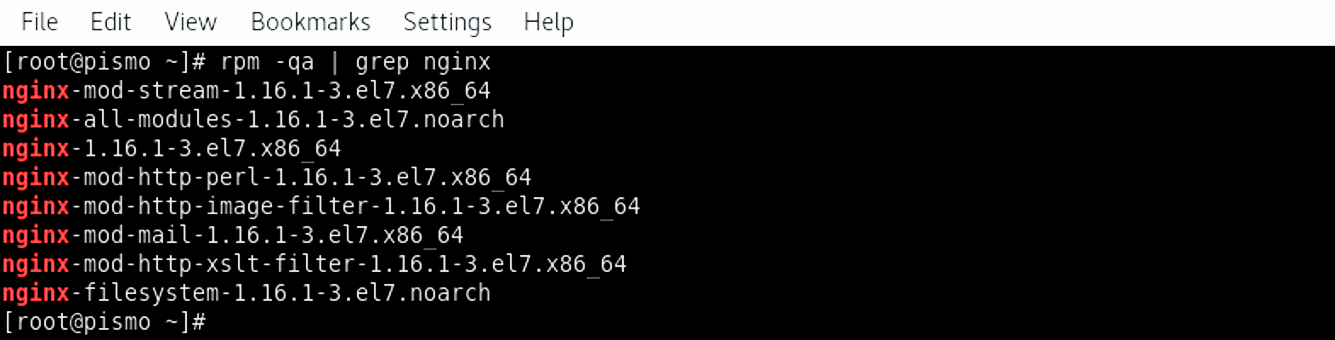 File Edit View Bookmarks Settings Help
[root@pismo ~]# rpm -qa | grep nginx
nginx-mod-stream-1.16.1-3.el7.x86_64
nginx-all-modules-1.16.1-3.el7.noarch
nginx-1.16.1-3.el7.x86_64
nginx-mod-http-perl-1.16.1-3.el7.x86_64
nginx-mod-http-image-filter-1.16.1-3.el7.x86_64
nginx-mod-mail-1.16.1-3.el7.x86_64
nginx-mod-http-xslt-filter-1.16.1-3.el7.x86_64
nginx-filesystem-1.16.1-3.el7.noarch
[root@pismo ~]#